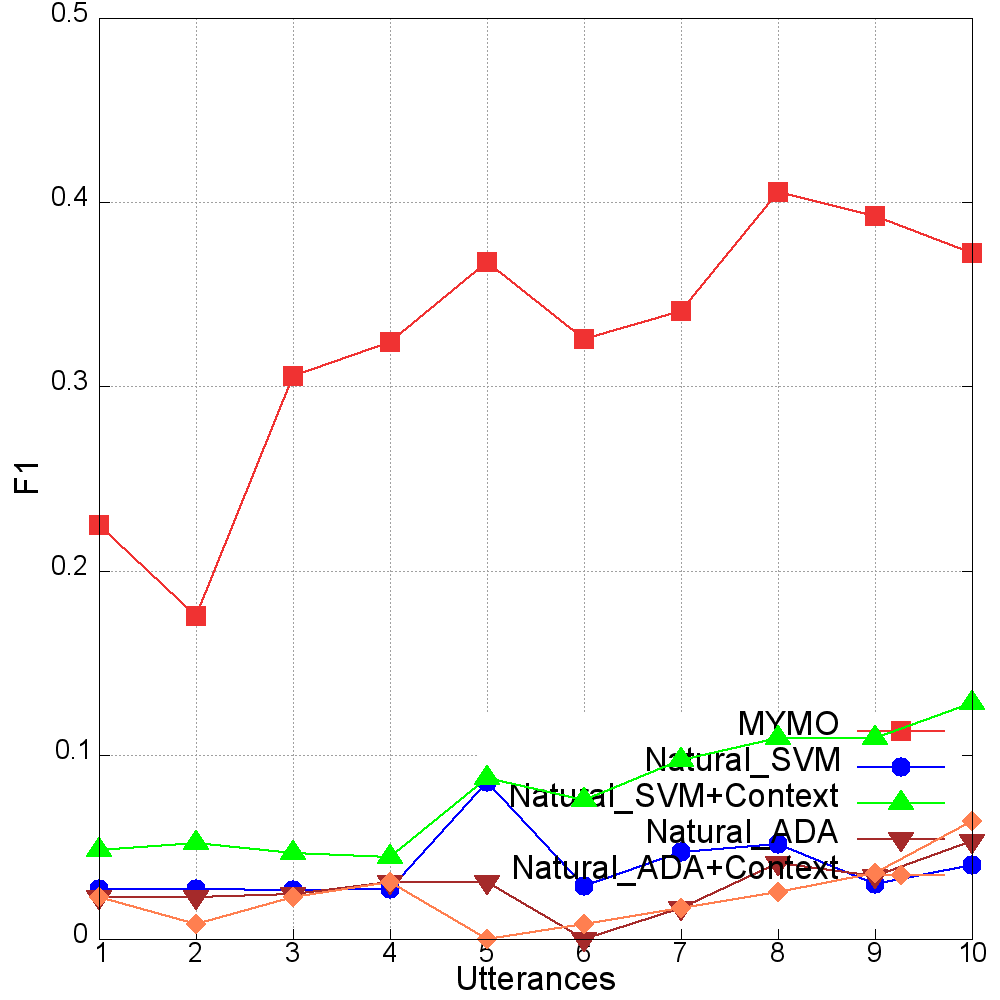 0.5
0.4
0.3
0.2
0.1
0
F1
MYMO
Natural_SVM
Natural_SVM+Context
Natural_ADA
Natural_ADA+Context
1 2 3 4 5 6 7 8 9 10
Utterances